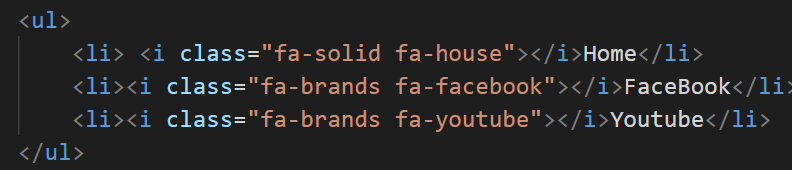 <ul>
<li> <i class="fa-solid fa-house"></i>Home</li>
<li><i class="fa-brands fa-facebook"></i>FaceBook</li
<li><i class="fa-brands fa-youtube"></i>Youtube</li>
</ul>